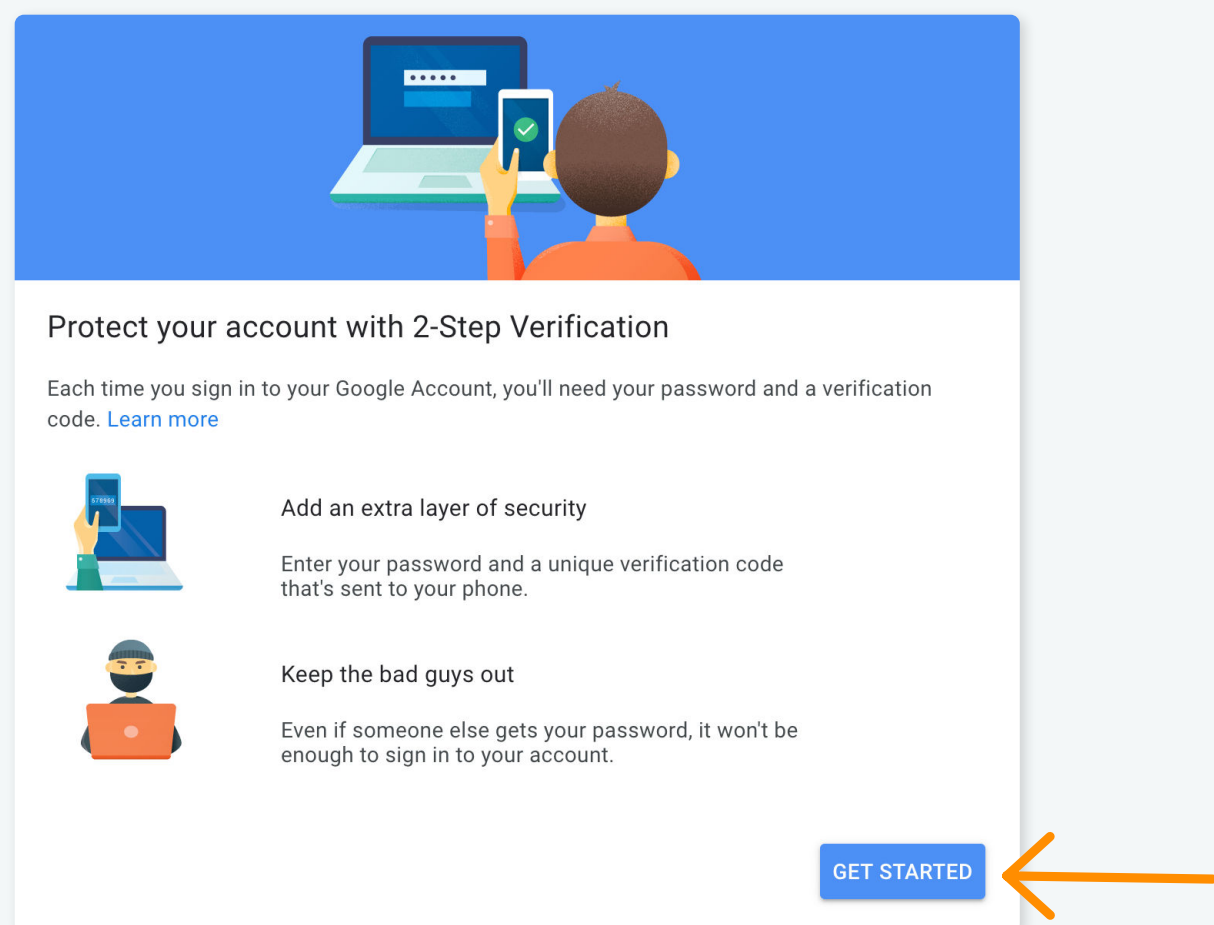 Protect your account with 2-Step Verification
Each time you sign in to your Google Account, you'll need your password and a verification
code. Learn more
Add an extra layer of security
Enter your password and a unique verification code
that's sent to your phone.
Keep the bad guys out
Even if someone else gets your password, it won't be
enough to sign in to your account.
GET STARTED